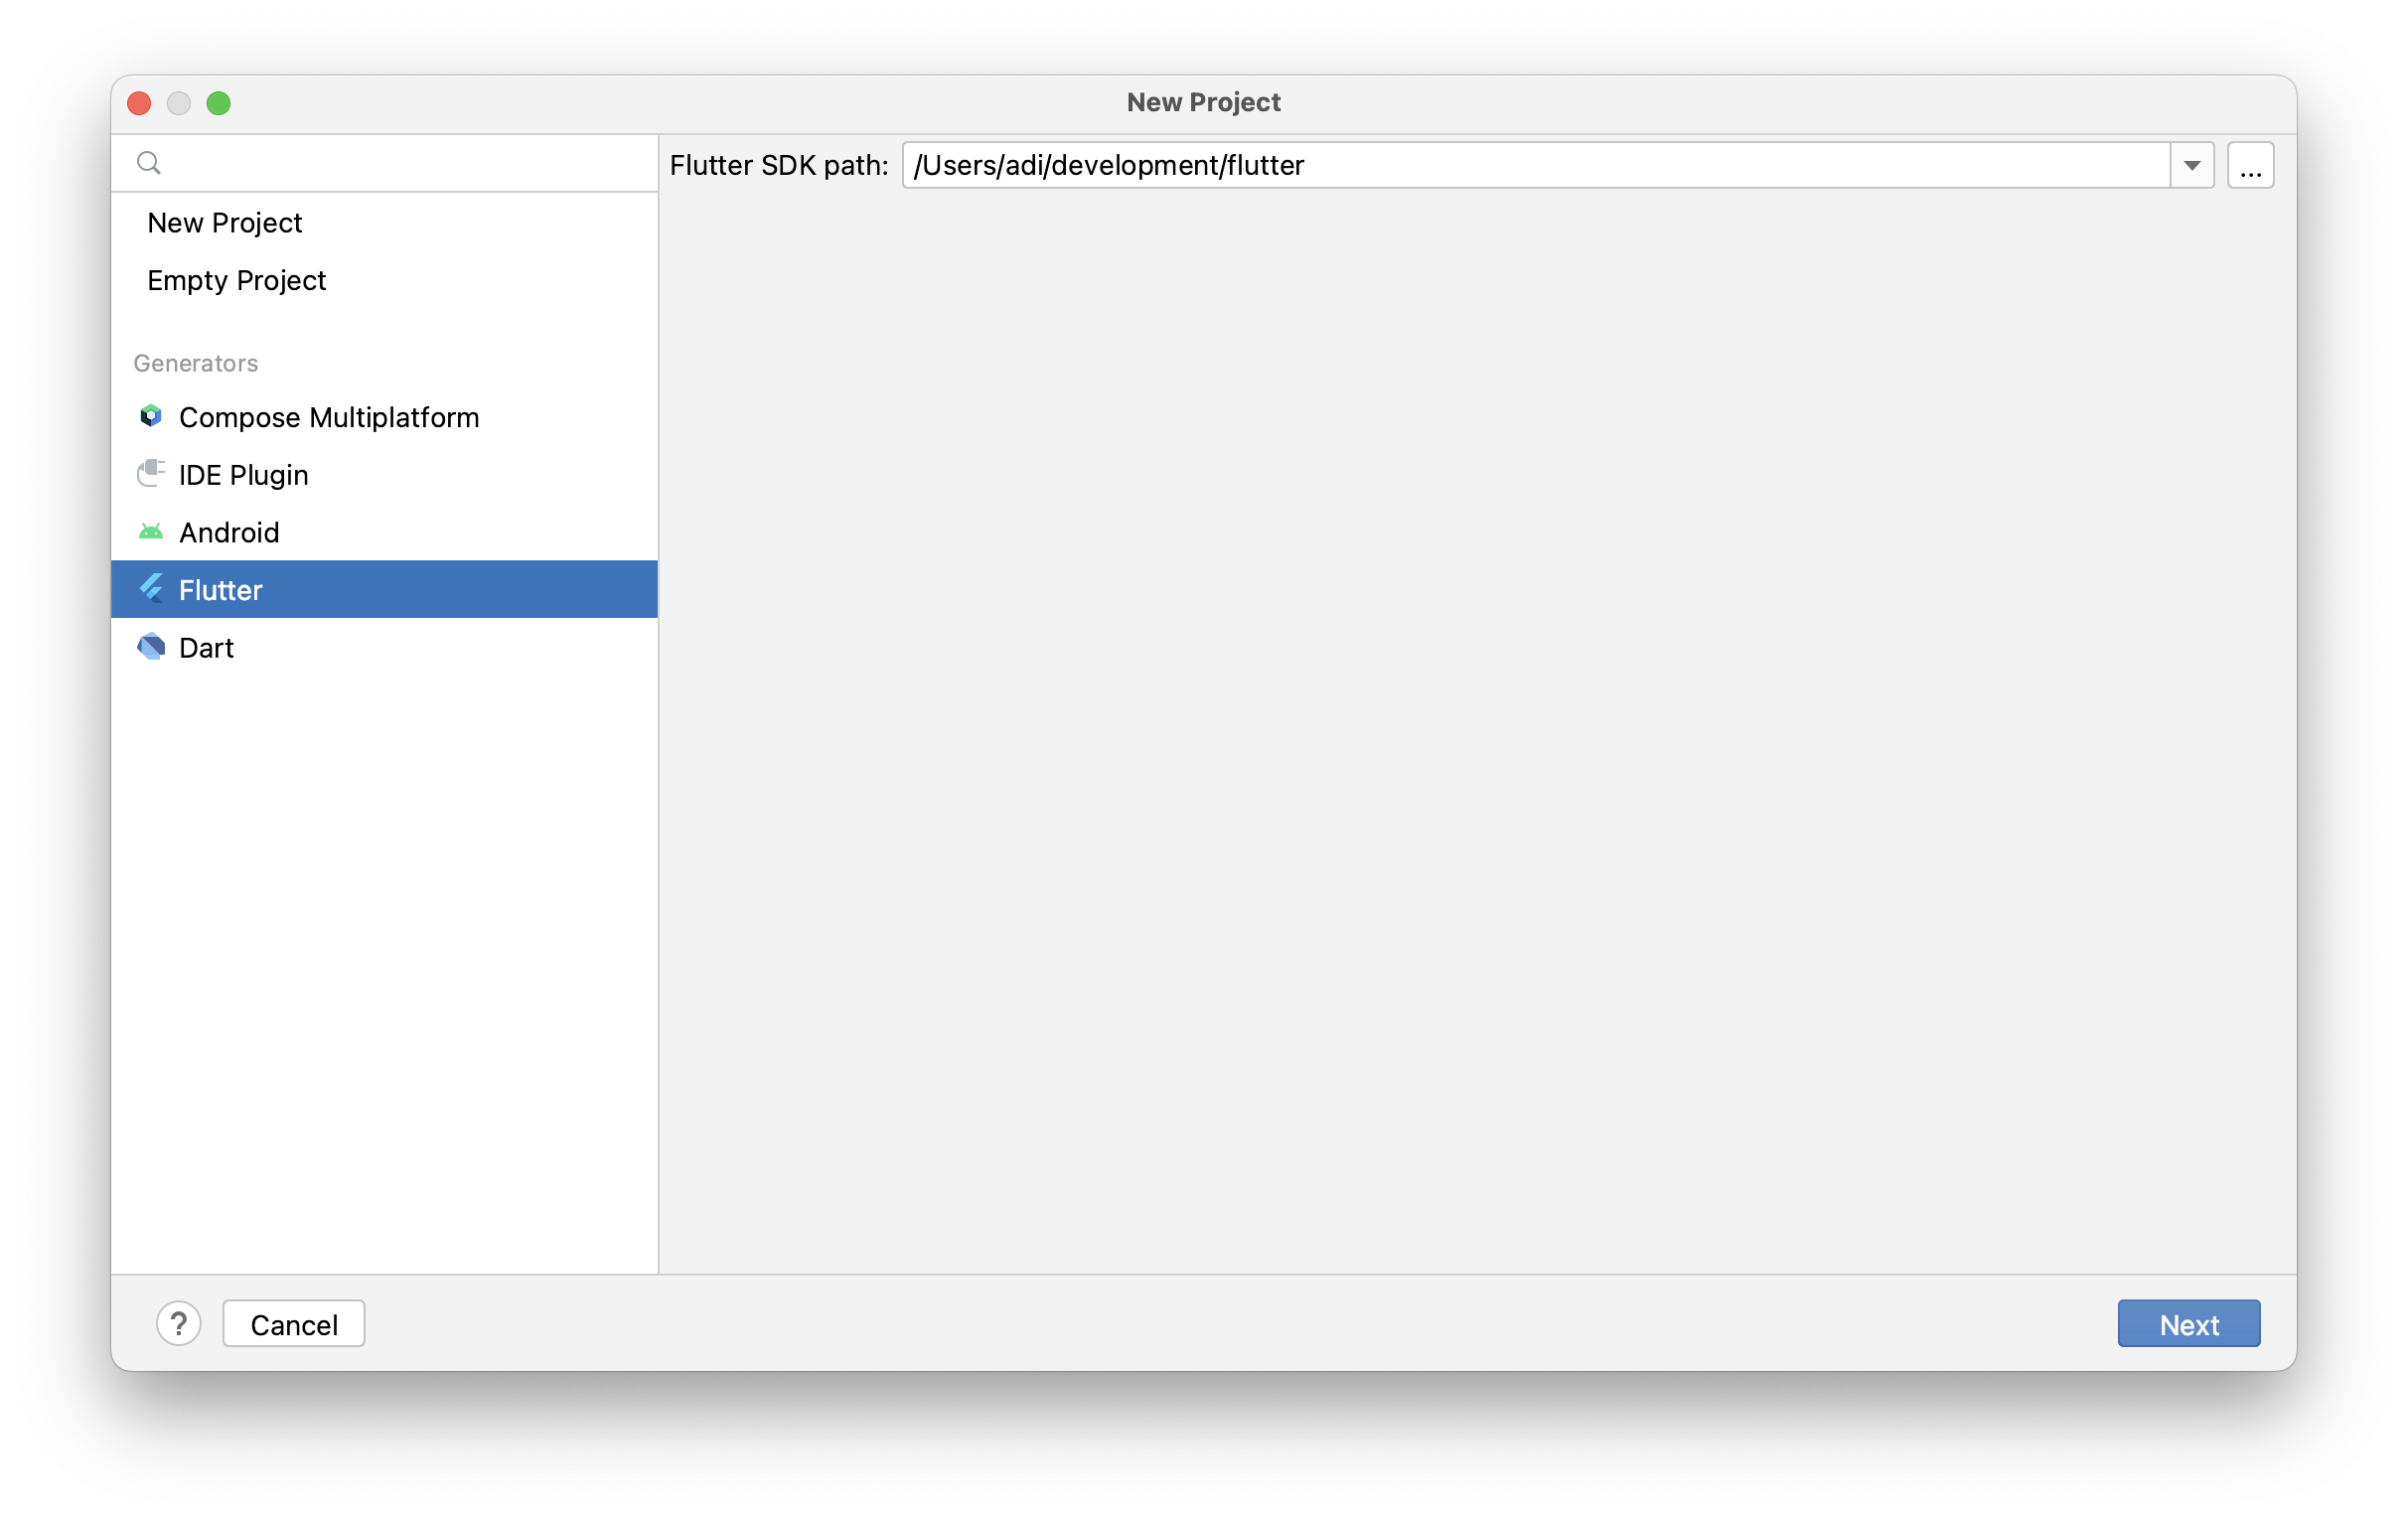 New Project
Flutter SDK path: /Users/adi/development/flutter ...
New Project
Empty Project
Generators
Compose Multiplatform
IDE Plugin
Android
Flutter
Dart
? Cancel Next